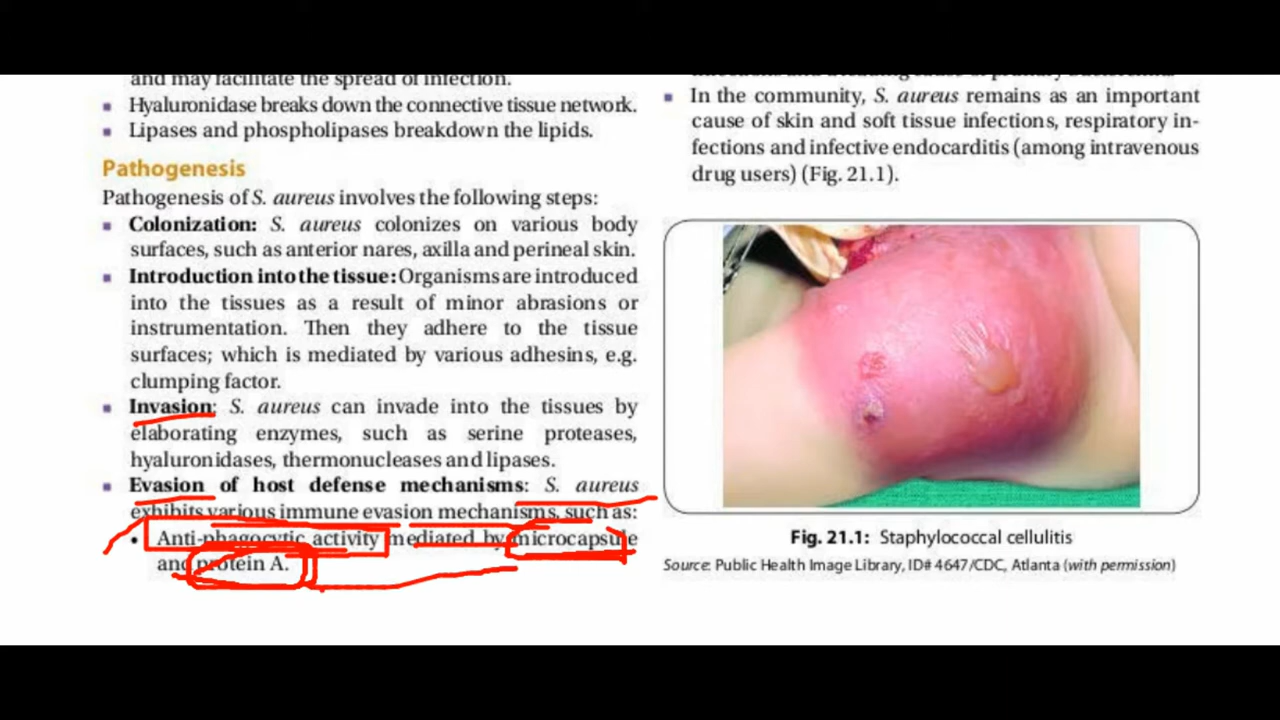 and may facilitate the spread of infection.
▪ Hyaluronidase breaks down the connective tissue network.
▪ Lipases and phospholipases breakdown the lipids.
Pathogenesis
Pathogenesis of S. aureus involves the following steps:
▪ Colonization: S. aureus colonizes on various body
surfaces, such as anterior nares, axilla and perineal skin.
▪ Introduction into the tissue: Organisms are introduced
into the tissues as a result of minor abrasions or
instrumentation. Then they adhere to the tissue
surfaces; which is mediated by various adhesins, e.g.
clumping factor.
▪ Invasion: S. aureus can invade into the tissues by
elaborating enzymes, such as serine proteases,
hyaluronidases, thermonucleases and lipases.
▪ Evasion of host defense mechanisms: S. aureus
exhibits various immune evasion mechanisms, such as:
• Anti-phagocytic activity mediated by microcapsule
and protein A.
▪ In the community, S. aureus remains as an important
cause of skin and soft tissue infections, respiratory in-
fections and infective endocarditis (among intravenous
drug users) (Fig. 21.1).
Fig. 21.1: Staphylococcal cellulitis
Source: Public Health Image Library, ID# 4647/CDC, Atlanta (with permission)